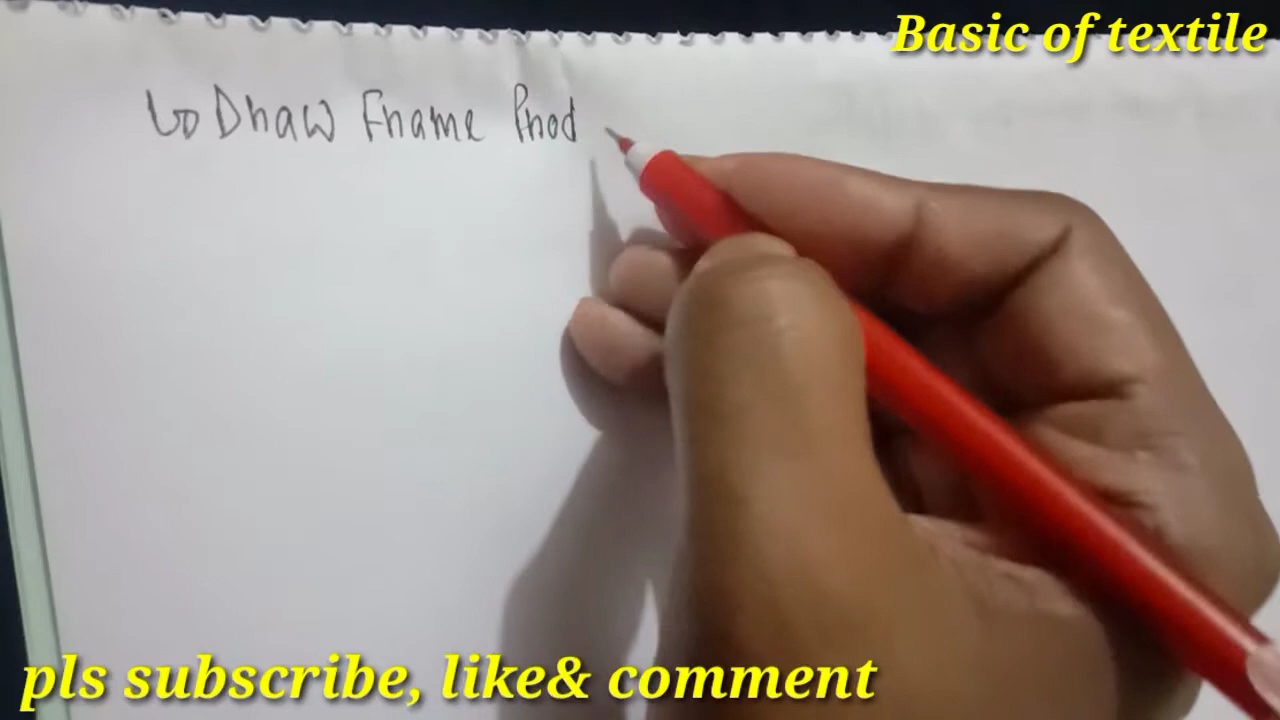 Basic of textile
Draw Frame Prod
pls subscribe, like& comment